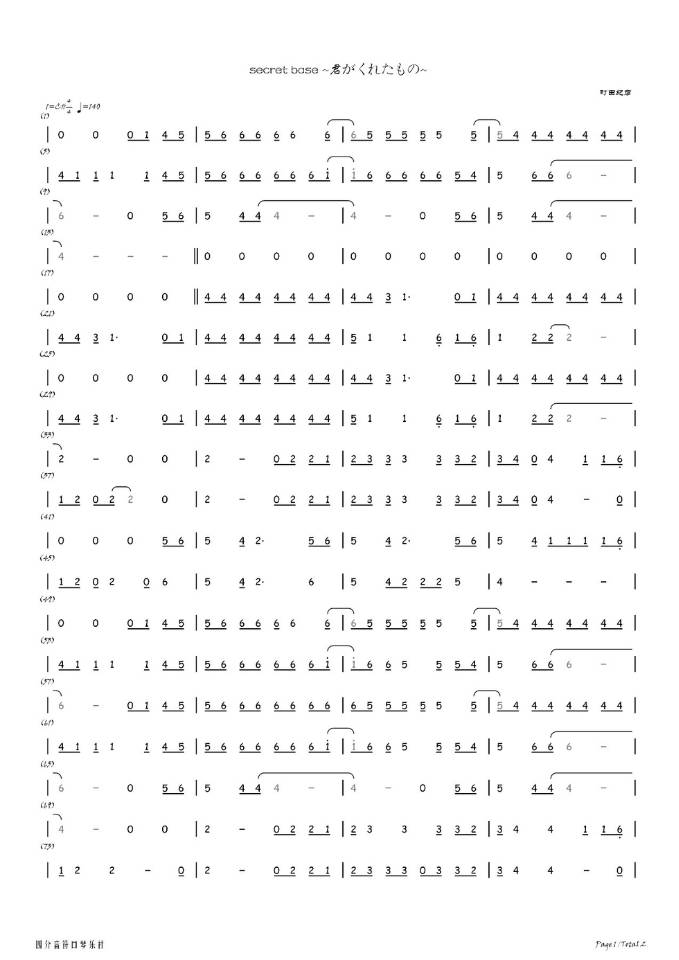 secret base ~君がくれたもの~
町田紀彦
♩=140
(1)
| 0 0 0 1 4 5 | 5 6 6 6 6 6 6 | 6 5 5 5 5 5 5 | 5 4 4 4 4 4 4 4 |
(5)
| 4 1 1 1 1 4 5 | 5 6 6 6 6 6 6 i | i 6 6 6 6 6 5 4 | 5 6 6 6 – |
(9)
| 6 – 0 5 6 | 5 4 4 4 – | 4 – 0 5 6 | 5 4 4 4 – |
(13)
| 4 – – – || 0 0 0 0 | 0 0 0 0 | 0 0 0 0 |
(17)
| 0 0 0 0 || 4 4 4 4 4 4 4 4 | 4 4 3 1· 0 1 | 4 4 4 4 4 4 4 4 |
(21)
| 4 4 3 1· 0 1 | 4 4 4 4 4 4 4 4 | 5 1 1 6 1 6 | 1 2 2 2 – |
(25)
| 0 0 0 0 | 4 4 4 4 4 4 4 4 | 4 4 3 1· 0 1 | 4 4 4 4 4 4 4 4 |
(29)
| 4 4 3 1· 0 1 | 4 4 4 4 4 4 4 4 | 5 1 1 6 1 6 | 1 2 2 2 – |
(33)
| 2 – 0 0 | 2 – 0 2 2 1 | 2 3 3 3 3 3 2 | 3 4 0 4 1 1 6 |
(37)
| 1 2 0 2 2 0 | 2 – 0 2 2 1 | 2 3 3 3 3 3 2 | 3 4 0 4 – 0 |
(41)
| 0 0 0 5 6 | 5 4 2· 5 6 | 5 4 2· 5 6 | 5 4 1 1 1 1 6 |
(45)
| 1 2 0 2 0 6 | 5 4 2· 6 | 5 4 2 2 2 5 | 4 – – – |
(49)
| 0 0 0 1 4 5 | 5 6 6 6 6 6 6 | 6 5 5 5 5 5 5 | 5 4 4 4 4 4 4 4 |
(53)
| 4 1 1 1 1 4 5 | 5 6 6 6 6 6 6 i | i 6 6 5 5 5 4 | 5 6 6 6 – |
(57)
| 6 – 0 1 4 5 | 5 6 6 6 6 6 6 6 | 6 5 5 5 5 5 5 | 5 4 4 4 4 4 4 4 |
(61)
| 4 1 1 1 1 4 5 | 5 6 6 6 6 6 6 i | i 6 6 5 5 5 4 | 5 6 6 6 – |
(65)
| 6 – 0 5 6 | 5 4 4 4 – | 4 – 0 5 6 | 5 4 4 4 – |
(69)
| 4 – 0 0 | 2 – 0 2 2 1 | 2 3 3 3 3 2 | 3 4 4 1 1 6 |
(73)
| 1 2 2 – 0 | 2 – 0 2 2 1 | 2 3 3 3 0 3 3 2 | 3 4 4 – 0 |
四分音符口琴乐社
Page 1/Total 2